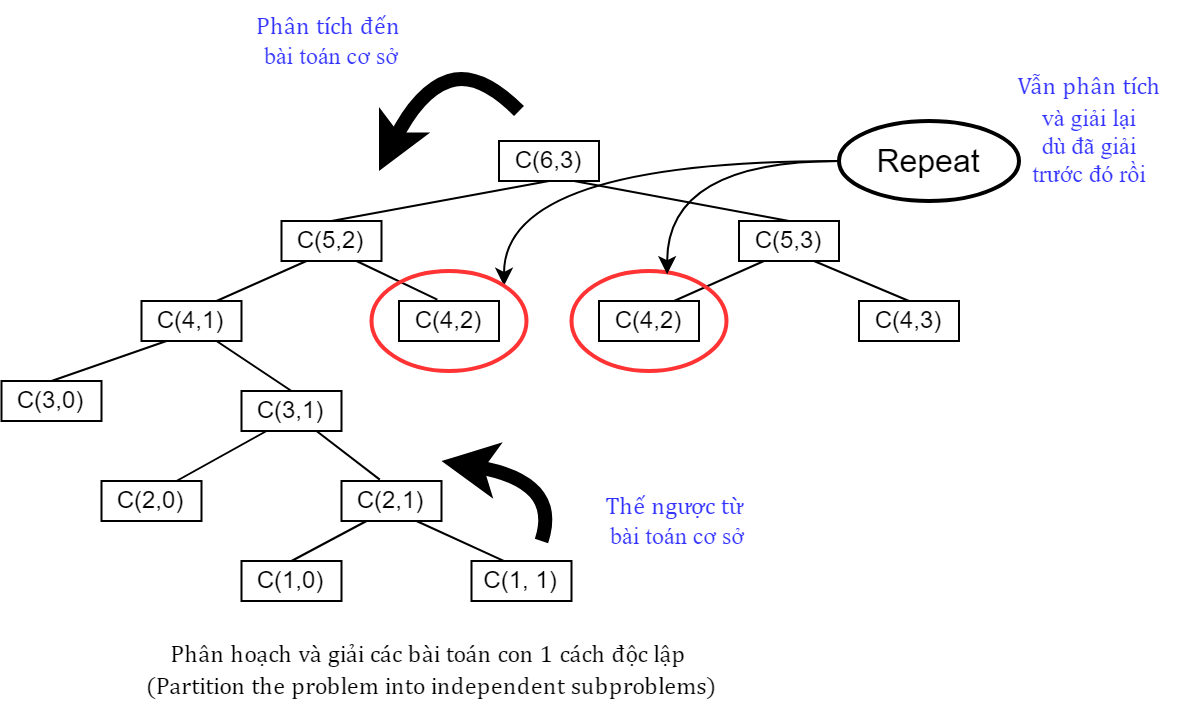 Phân tích đến
bài toán cơ sở
Vẫn phân tích
và giải lại
dù đã giải
trước đó rồi
Repeat
C(6,3)
C(5,2)
C(5,3)
C(4,1)
C(4,2)
C(4,2)
C(4,3)
C(3,0)
C(3,1)
C(2,0)
C(2,1)
Thế ngược từ
bài toán cơ sở
C(1,0)
C(1, 1)
Phân hoạch và giải các bài toán con 1 cách độc lập
(Partition the problem into independent subproblems)